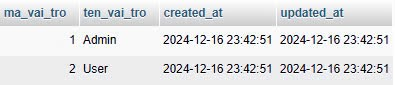 ma_vai_tro ten_vai_tro created_at updated_at
1 Admin 2024-12-16 23:42:51 2024-12-16 23:42:51
2 User 2024-12-16 23:42:51 2024-12-16 23:42:51